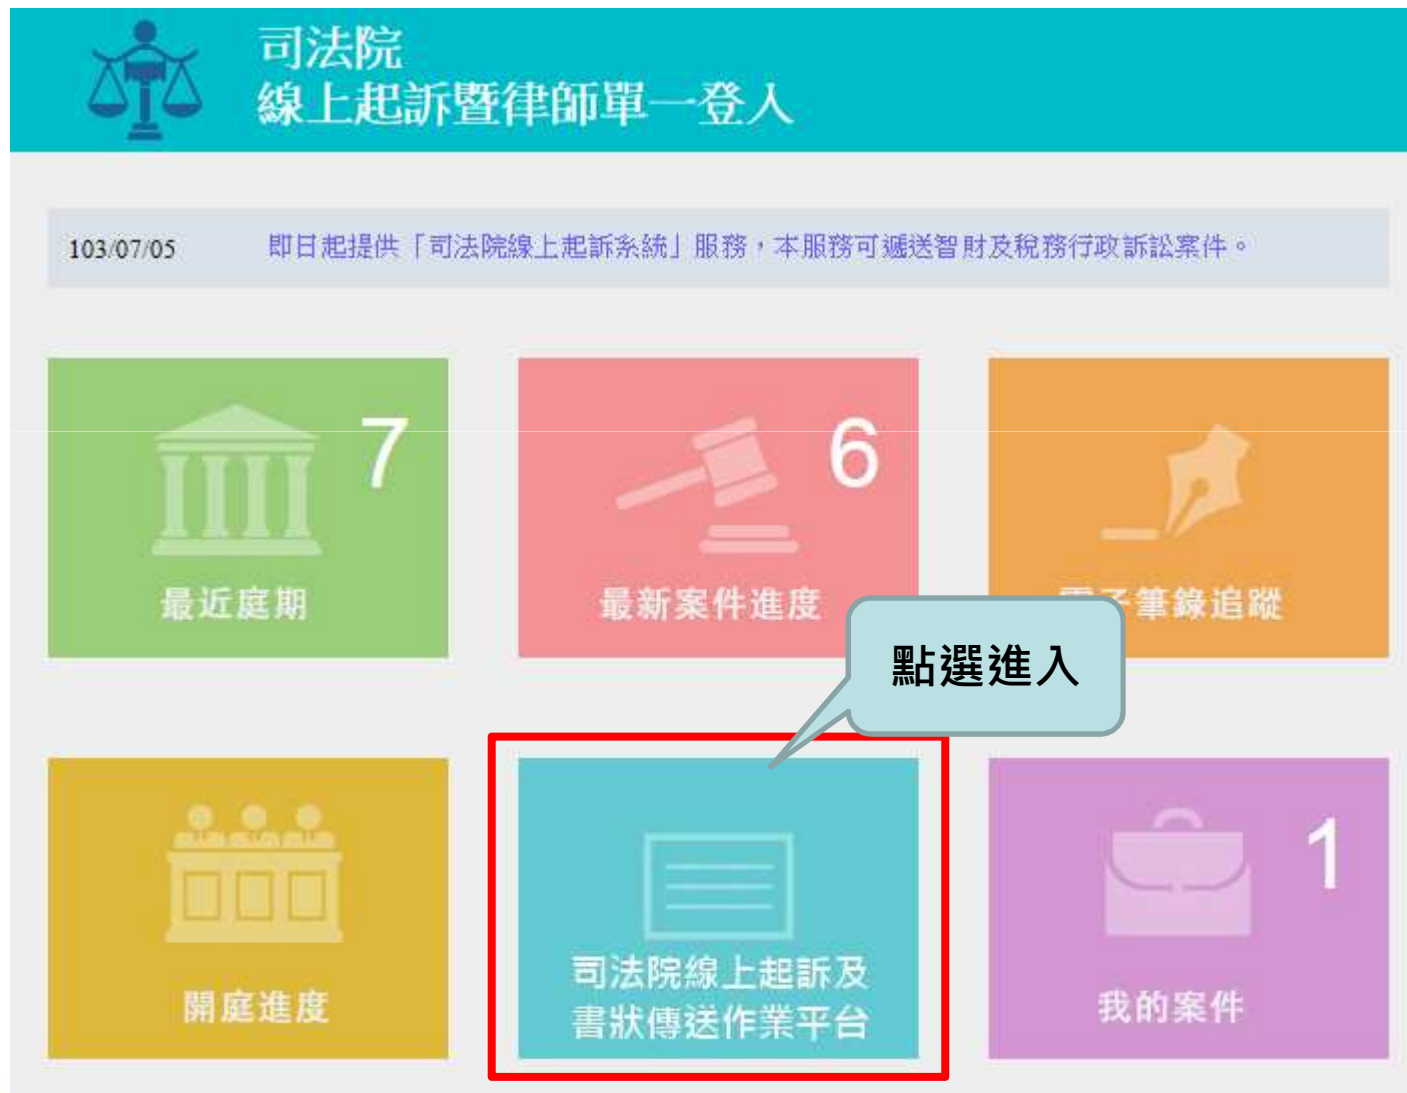 司法院
線上起訴暨律師單一登入
103/07/05 即日起提供「司法院線上起訴系統」服務，本服務可遞送智財及稅務行政訴訟案件。
7
6
最近庭期
最新案件進度
子筆錄追蹤
點選進入
1
開庭進度
司法院線上起訴及
書狀傳送作業平台
我的案件